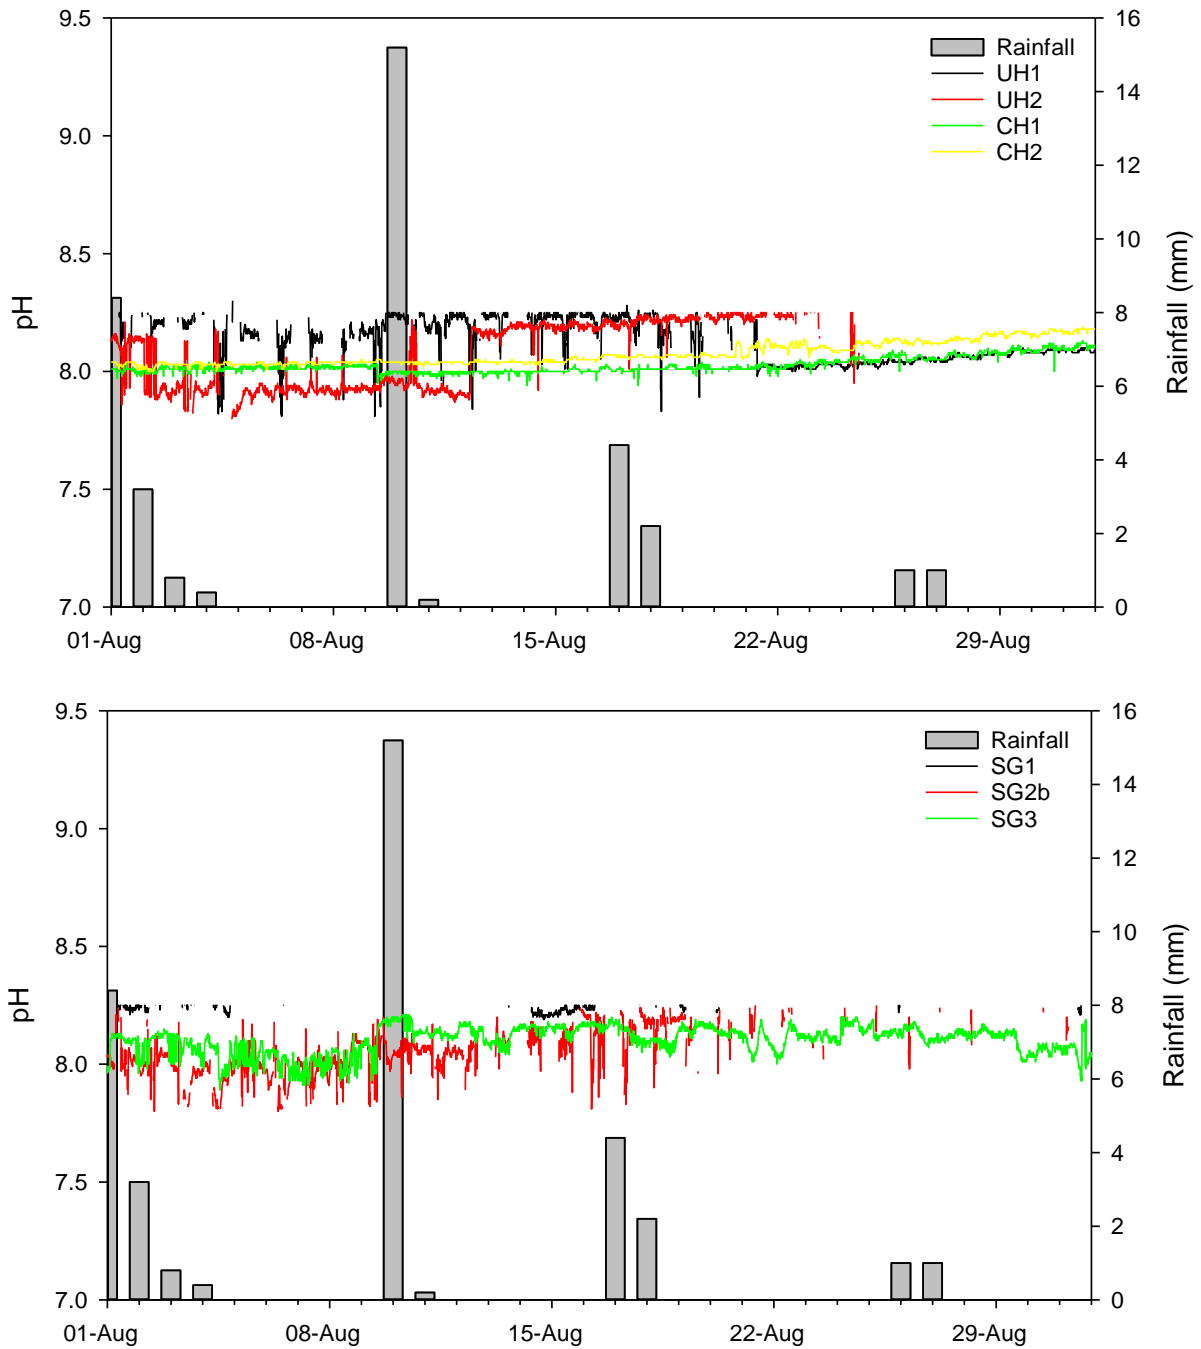 9.5
9.0
8.5
8.0
7.5
7.0
pH
16
14
12
10
8
6
4
2
0
Rainfall (mm)
Rainfall
UH1
UH2
CH1
CH2
01-Aug
08-Aug
15-Aug
22-Aug
29-Aug
9.5
9.0
8.5
8.0
7.5
7.0
pH
16
14
12
10
8
6
4
2
0
Rainfall (mm)
Rainfall
SG1
SG2b
SG3
01-Aug
08-Aug
15-Aug
22-Aug
29-Aug